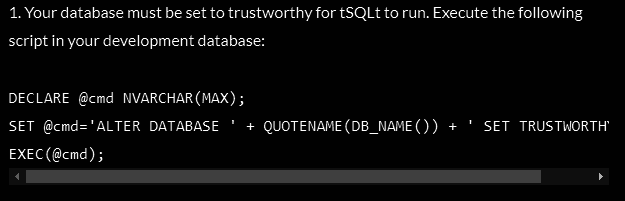 1. Your database must be set to trustworthy for tSQLt to run. Execute the following
script in your development database:
DECLARE @cmd NVARCHAR(MAX);
SET @cmd='ALTER DATABASE ' + QUOTENAME(DB_NAME()) + ' SET TRUSTWORTH
EXEC(@cmd);